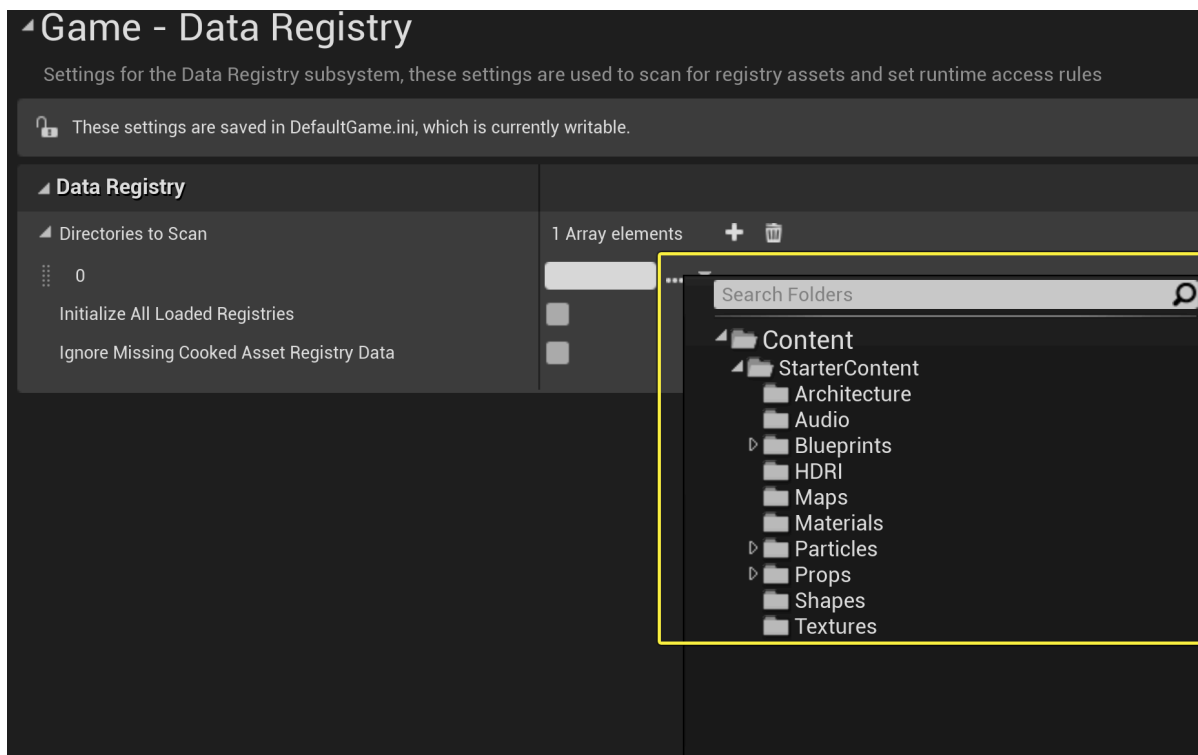 Game - Data Registry
Settings for the Data Registry subsystem, these settings are used to scan for registry assets and set runtime access rules
These settings are saved in DefaultGame.ini, which is currently writable.
Data Registry
Directories to Scan
1 Array elements
0
...
Search Folders
Initialize All Loaded Registries
Ignore Missing Cooked Asset Registry Data
Content
StarterContent
Architecture
Audio
Blueprints
HDRI
Maps
Materials
Particles
Props
Shapes
Textures